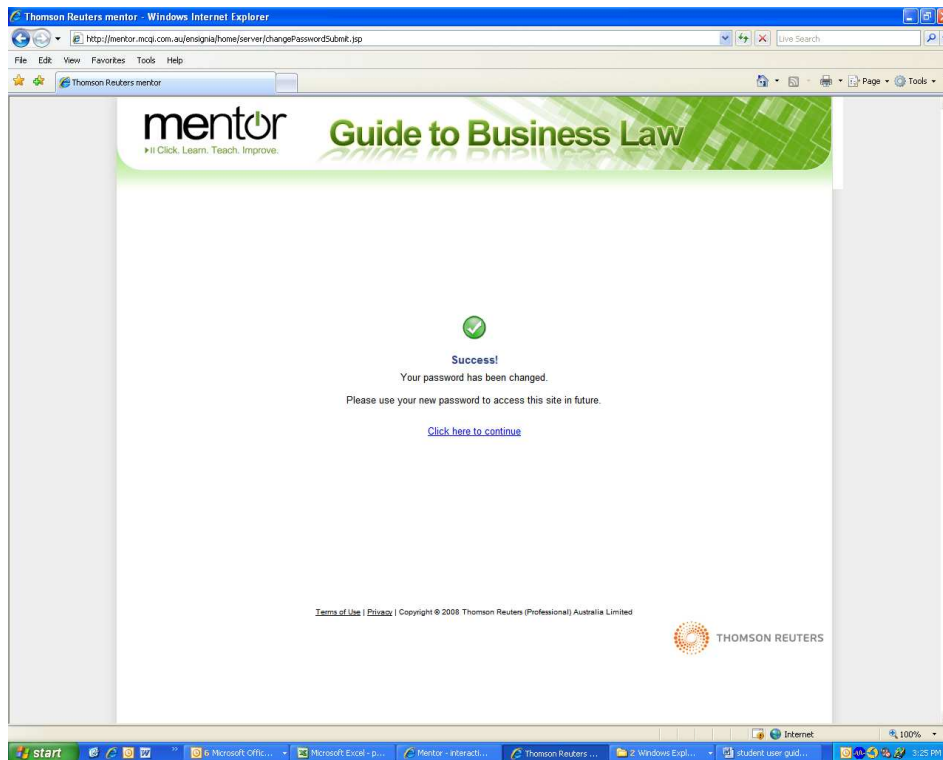 Thomson Reuters mentor - Windows Internet Explorer
http://mentor.mcqi.com.au/ensignia/home/server/changePasswordSubmit.jsp
Live Search
File Edit View Favorites Tools Help
Thomson Reuters mentor
Page Tools
mentor
Click. Learn. Teach. Improve.
Guide to Business Law
Success!
Your password has been changed.
Please use your new password to access this site in future.
Click here to continue
Terms of Use | Privacy | Copyright © 2008 Thomson Reuters (Professional) Australia Limited
THOMSON REUTERS
Internet 100%
start 6 Microsoft Offic... Microsoft Excel - p... Mentor - interacti... Thomson Reuters ... 2 Windows Expl... student user guid... 3:25 PM